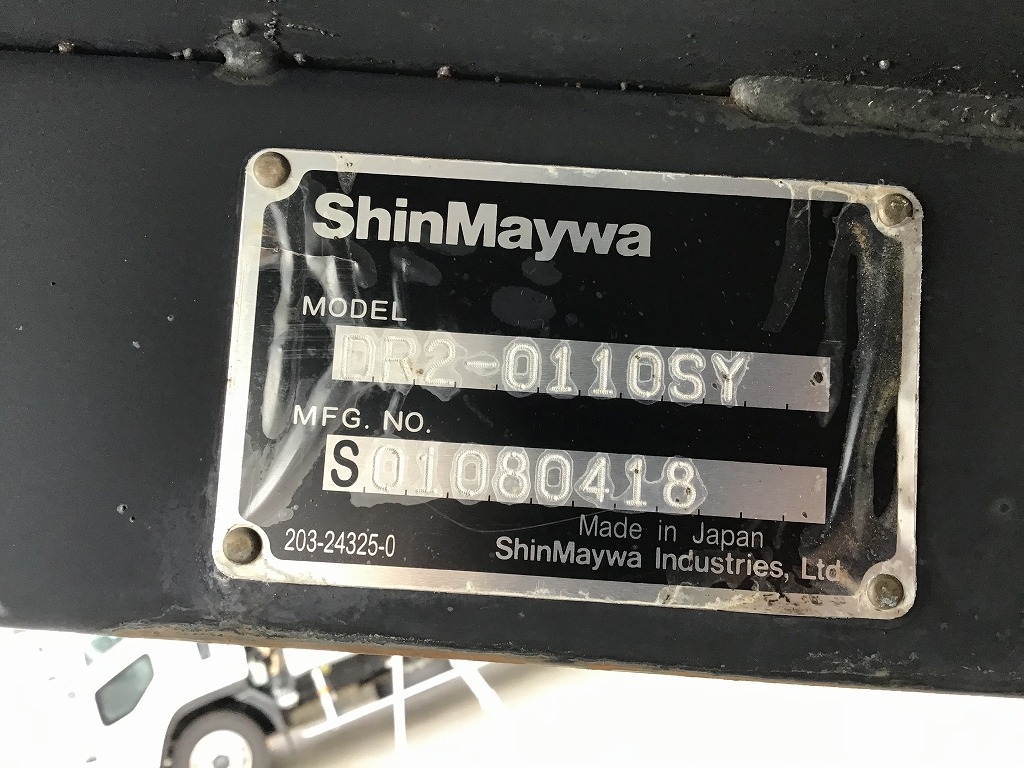 ShinMaywa
MODEL
DR2-0110SY
MFG. NO.
S01080418
Made in Japan
203-24325-0
ShinMaywa Industries, Ltd